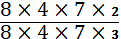 8 × 4 × 7 × 2
8 × 4 × 7 × 3